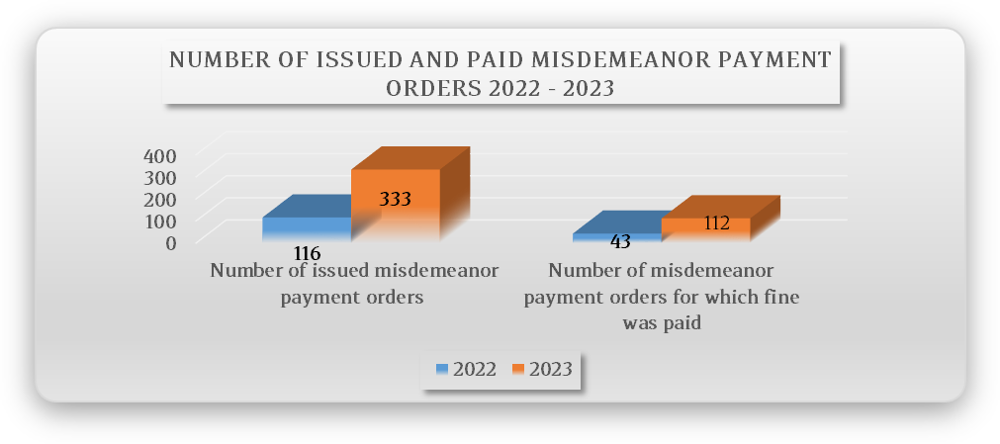 NUMBER OF ISSUED AND PAID MISDEMEANOR PAYMENT
ORDERS 2022 - 2023
400
300
200
100
0
333
116
112
43
Number of issued misdemeanor
payment orders
Number of misdemeanor
payment orders for which fine
was paid
2022 2023